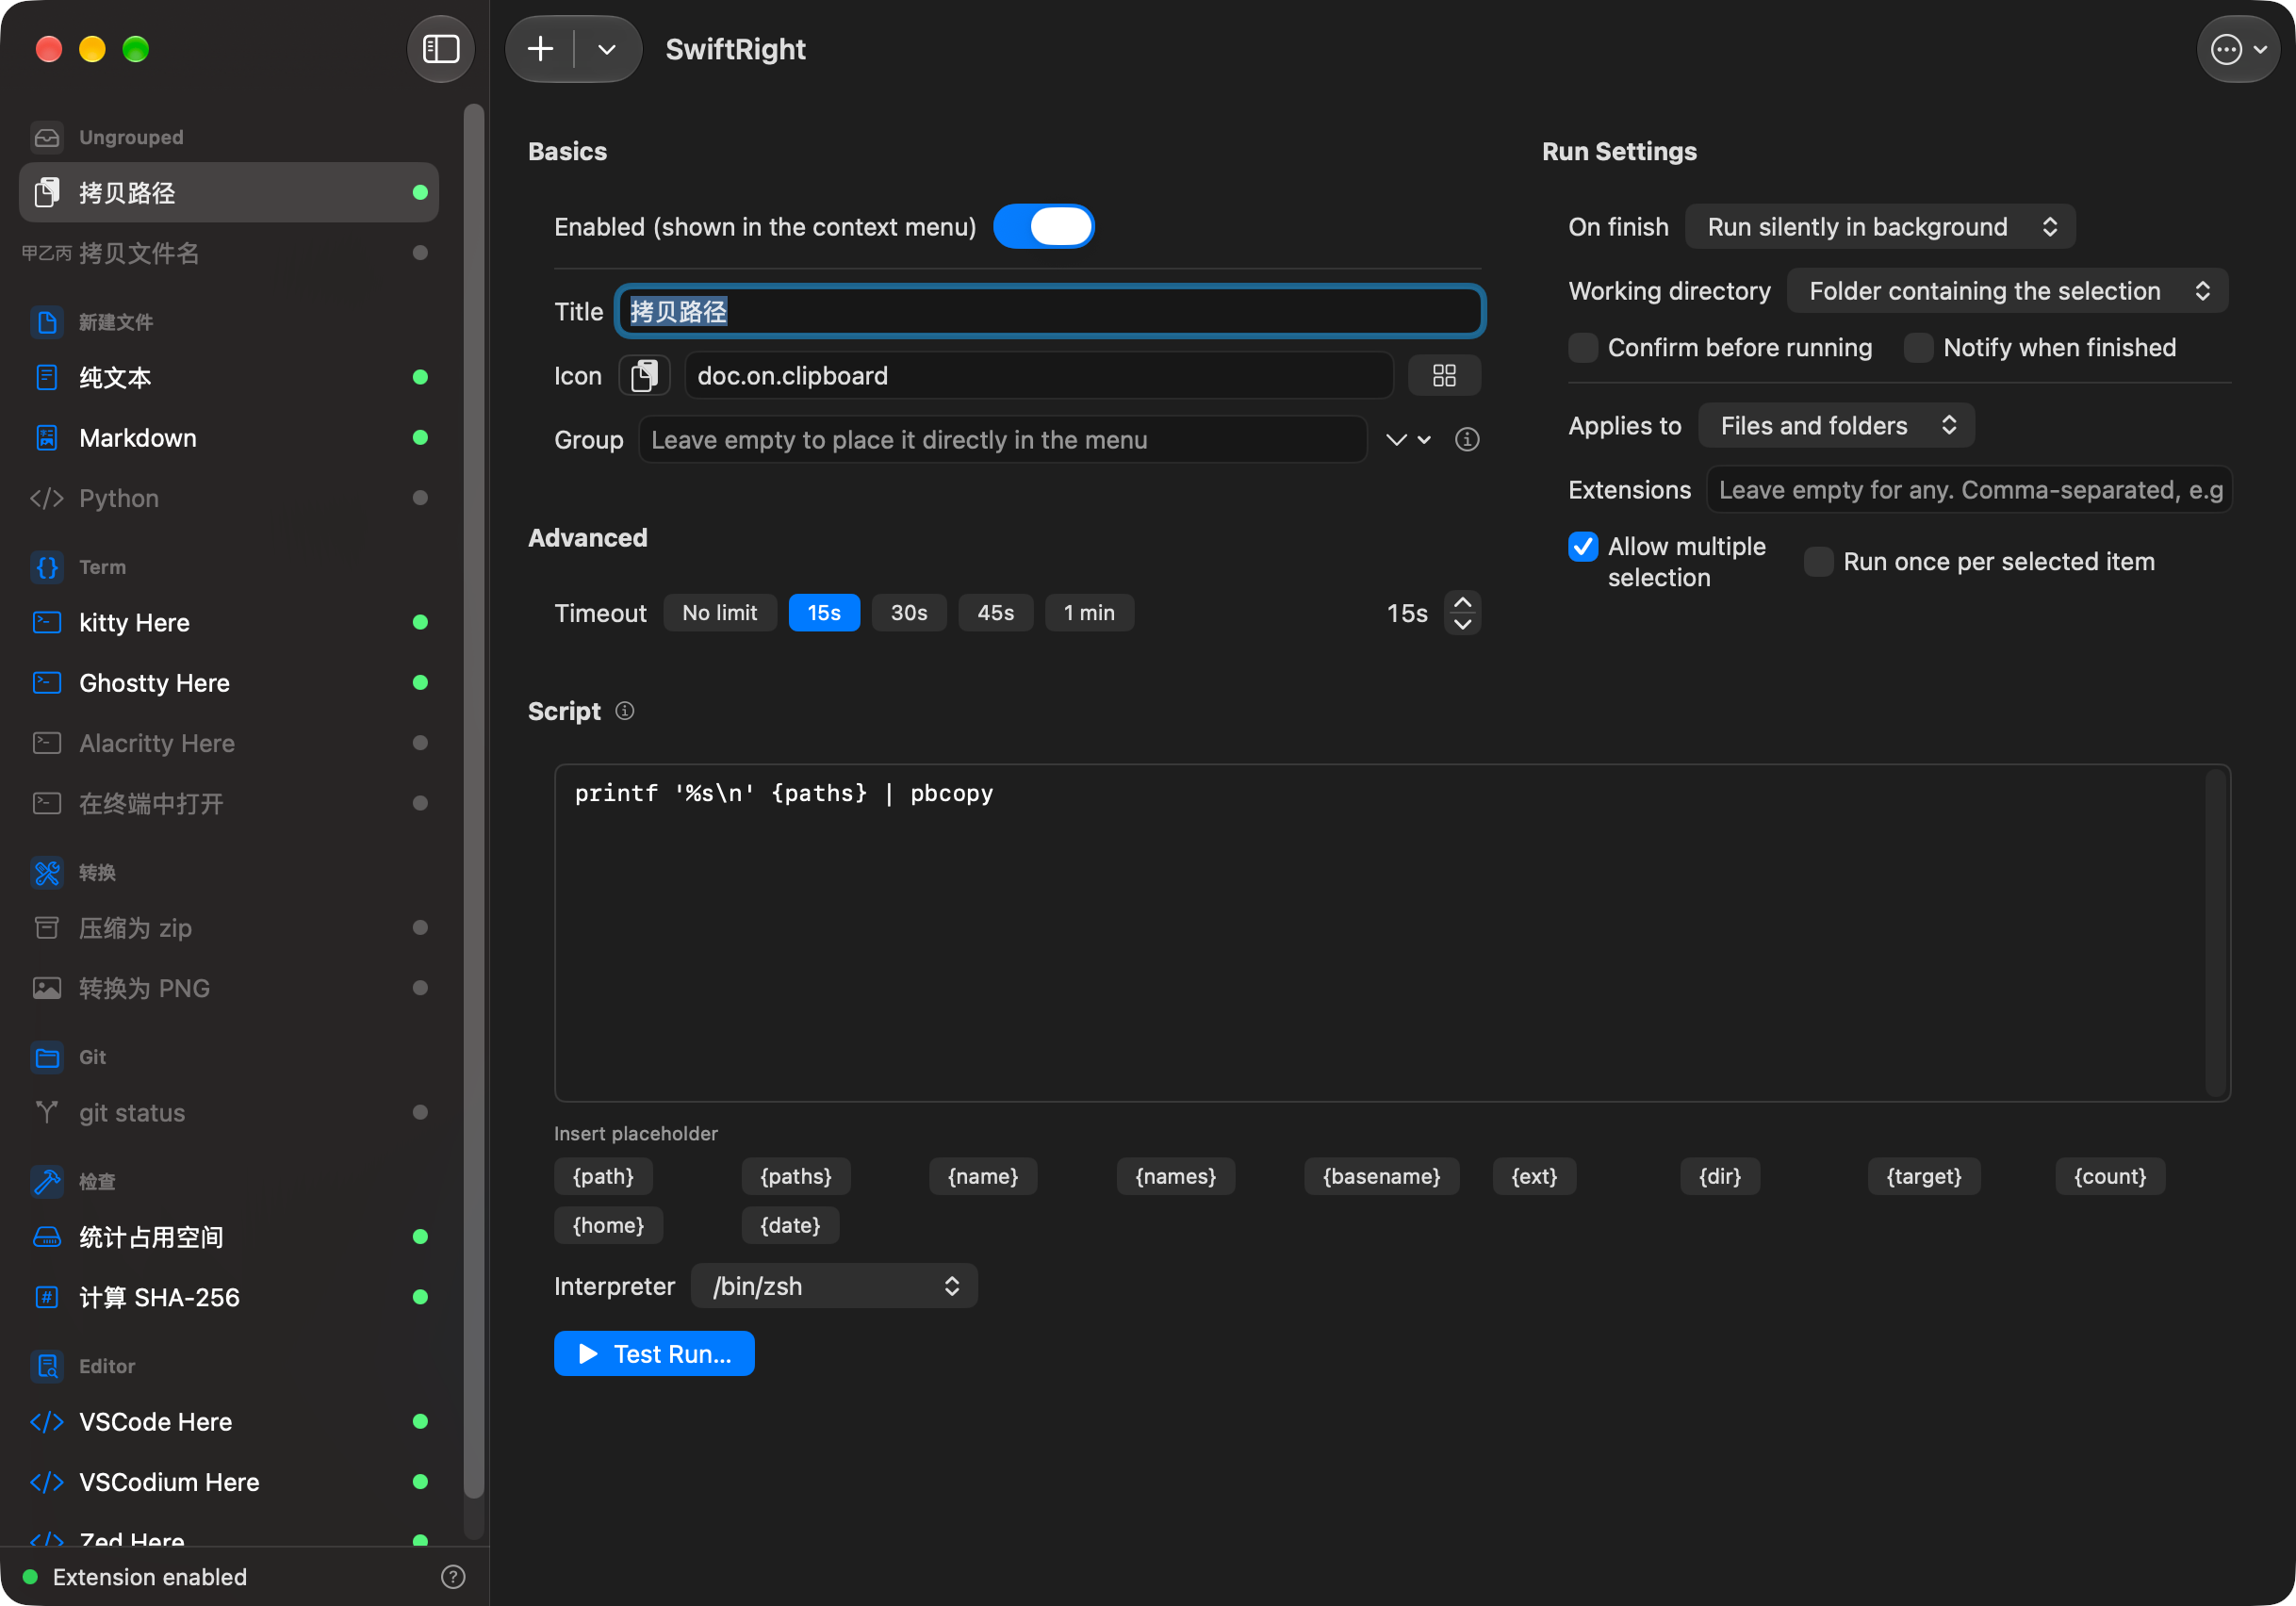 SwiftRight
Ungrouped
拷贝路径
甲乙丙 拷贝文件名
新建文件
纯文本
Markdown
Python
Term
kitty Here
Ghostty Here
Alacritty Here
在终端中打开
转换
压缩为 zip
转换为 PNG
Git
git status
检查
统计占用空间
计算 SHA-256
Editor
VSCode Here
VSCodium Here
Zed Here
Extension enabled
Basics
Enabled (shown in the context menu)
Title 拷贝路径
Icon doc.on.clipboard
Group Leave empty to place it directly in the menu
Advanced
Timeout No limit 15s 30s 45s 1 min 15s
Run Settings
On finish Run silently in background
Working directory Folder containing the selection
Confirm before running Notify when finished
Applies to Files and folders
Extensions Leave empty for any. Comma-separated, e.g
Allow multiple
selection
Run once per selected item
Script
printf '%s\n' {paths} | pbcopy
Insert placeholder
{path} {paths} {name} {names} {basename} {ext} {dir} {target} {count}
{home} {date}
Interpreter /bin/zsh
Test Run...